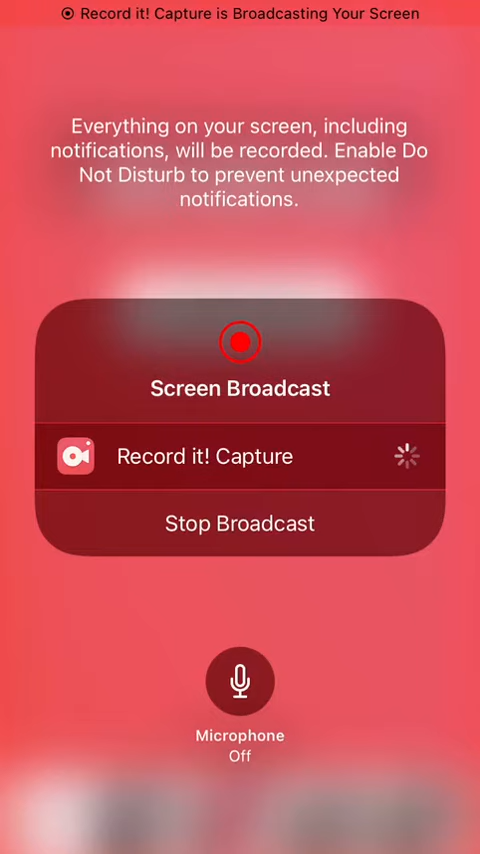 Record it! Capture is Broadcasting Your Screen
Everything on your screen, including
notifications, will be recorded. Enable Do
Not Disturb to prevent unexpected
notifications.
Screen Broadcast
Record it! Capture
Stop Broadcast
Microphone
Off